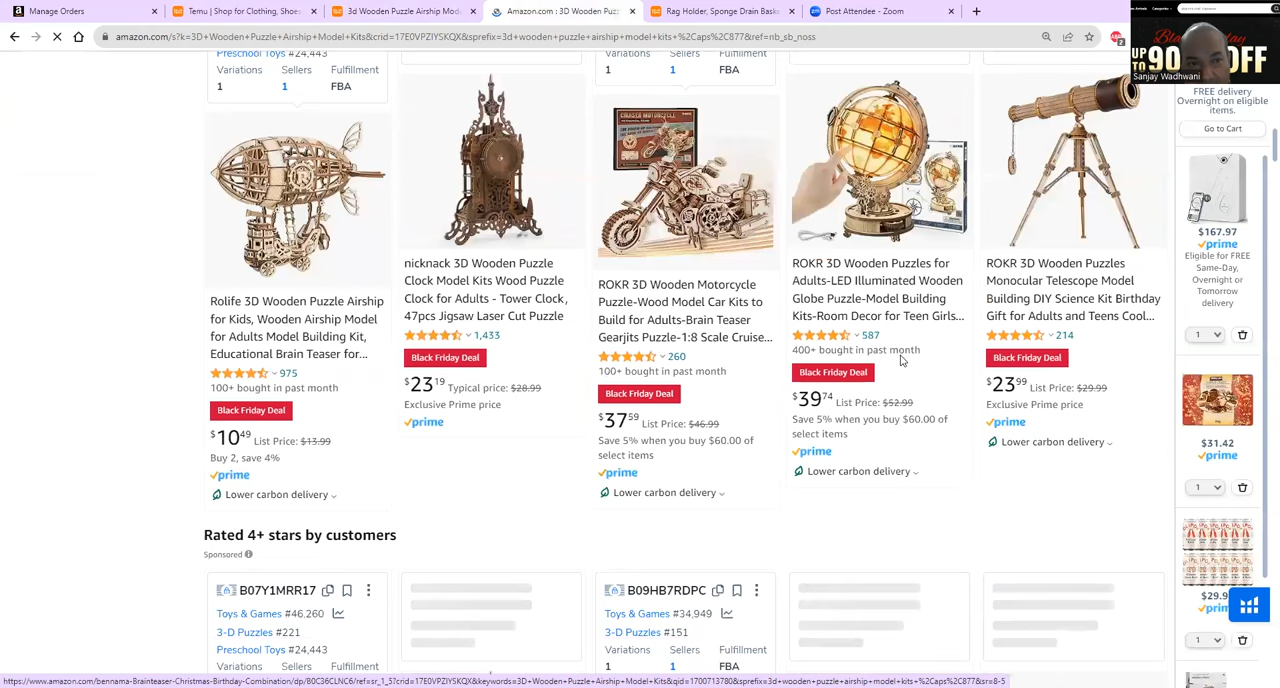 Manage Orders
Temu | Shop for Clothing, Shoes
3d Wooden Puzzle Airship Mode
Amazon.com : 3D Wooden Puzz
Rag Holder, Sponge Drain Baske
Post Attendee - Zoom
amazon.com/s?k=3D+Wooden+Puzzle+Airship+Model+Kits&crid=17E0VPZIYSKQX&sprefix=3d+wooden+puzzle+airship+model+kits+%2Caps%2C877&ref=nb_sb_noss
UP TO 90% OFF
Sanjay Wadhwani
Preschool Toys #24,443
Variations Sellers Fulfillment
1 1 FBA
Variations Sellers Fulfillment
1 1 FBA
Rolife 3D Wooden Puzzle Airship
for Kids, Wooden Airship Model
for Adults Model Building Kit,
Educational Brain Teaser for...
975
100+ bought in past month
Black Friday Deal
$10 49 List Price: $13.99
Buy 2, save 4%
prime
Lower carbon delivery
nicknack 3D Wooden Puzzle
Clock Model Kits Wood Puzzle
Clock for Adults - Tower Clock,
47pcs Jigsaw Laser Cut Puzzle
1,433
Black Friday Deal
$23 19 Typical price: $28.99
Exclusive Prime price
prime
ROKR 3D Wooden Motorcycle
Puzzle-Wood Model Car Kits to
Build for Adults-Brain Teaser
Gearjits Puzzle-1:8 Scale Cruise...
260
100+ bought in past month
Black Friday Deal
$37 59 List Price: $46.99
Save 5% when you buy $60.00 of
select items
prime
Lower carbon delivery
ROKR 3D Wooden Puzzles for
Adults-LED Illuminated Wooden
Globe Puzzle-Model Building
Kits-Room Decor for Teen Girls...
587
400+ bought in past month
Black Friday Deal
$39 74 List Price: $52.99
Save 5% when you buy $60.00 of
select items
prime
Lower carbon delivery
ROKR 3D Wooden Puzzles
Monocular Telescope Model
Building DIY Science Kit Birthday
Gift for Adults and Teens Cool...
214
Black Friday Deal
$23 99 List Price: $29.99
Exclusive Prime price
prime
Lower carbon delivery
Rated 4+ stars by customers
Sponsored
B07Y1MRR17
Toys & Games #46,260
3-D Puzzles #221
Preschool Toys #24,443
Variations Sellers Fulfillment
B09HB7RDPC
Toys & Games #34,949
3-D Puzzles #151
Variations Sellers Fulfillment
1 1 FBA
FREE delivery
Overnight on eligible
items.
Go to Cart
$167.97
prime
Eligible for FREE
Same-Day,
Overnight or
Tomorrow
delivery
1
$31.42
prime
1
1
https://www.amazon.com/bennama-Brainteaser-Christmas-Birthday-Combination/dp/B0C36CLNC6/ref=sr_1_5?crid=17E0VPZIYSKQX&keywords=3D+Wooden+Puzzle+Airship+Model+Kits&qid=1700713780&sprefix=3d+wooden+puzzle+airship+model+kits+%2Caps%2C877&sr=8-5